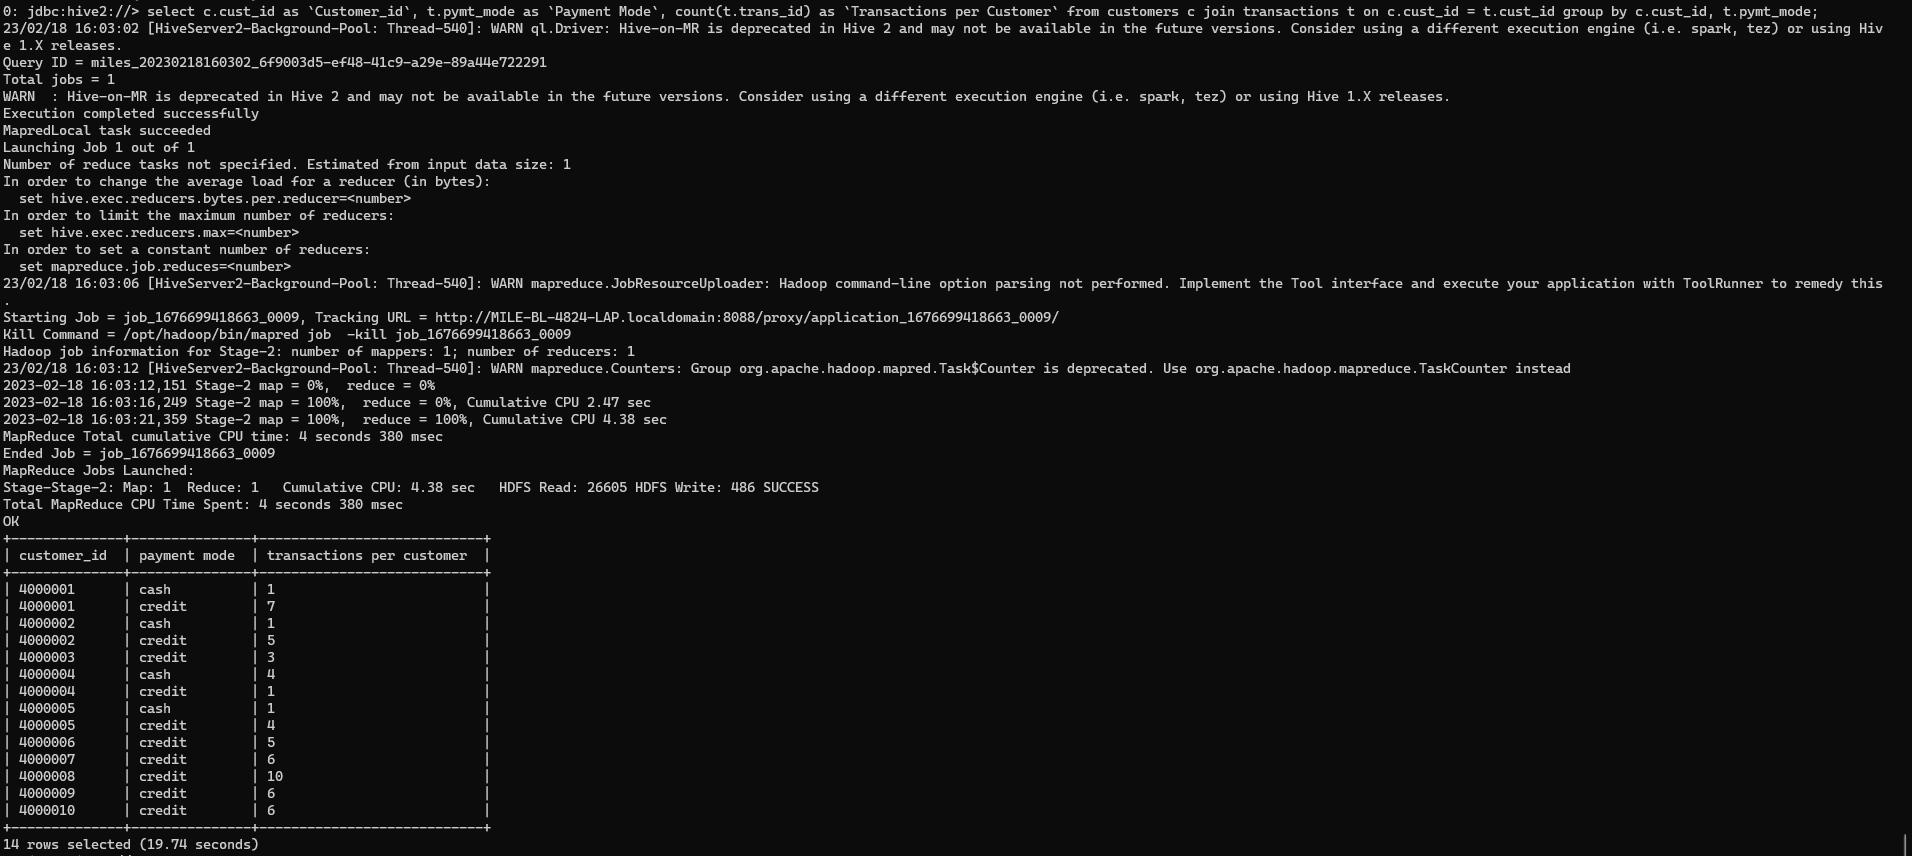 0: jdbc:hive2://> select c.cust_id as `Customer_id`, t.pymt_mode as `Payment Mode`, count(t.trans_id) as `Transactions per Customer` from customers c join transactions t on c.cust_id = t.cust_id group by c.cust_id, t.pymt_mode;
23/02/18 16:03:02 [HiveServer2-Background-Pool: Thread-540]: WARN ql.Driver: Hive-on-MR is deprecated in Hive 2 and may not be available in the future versions. Consider using a different execution engine (i.e. spark, tez) or using Hiv
e 1.X releases.
Query ID = miles_20230218160302_6f9003d5-ef48-41c9-a29e-89a44e722291
Total jobs = 1
WARN  : Hive-on-MR is deprecated in Hive 2 and may not be available in the future versions. Consider using a different execution engine (i.e. spark, tez) or using Hive 1.X releases.
Execution completed successfully
MapredLocal task succeeded
Launching Job 1 out of 1
Number of reduce tasks not specified. Estimated from input data size: 1
In order to change the average load for a reducer (in bytes):
  set hive.exec.reducers.bytes.per.reducer=<number>
In order to limit the maximum number of reducers:
  set hive.exec.reducers.max=<number>
In order to set a constant number of reducers:
  set mapreduce.job.reduces=<number>
23/02/18 16:03:06 [HiveServer2-Background-Pool: Thread-540]: WARN mapreduce.JobResourceUploader: Hadoop command-line option parsing not performed. Implement the Tool interface and execute your application with ToolRunner to remedy this
.
Starting Job = job_1676699418663_0009, Tracking URL = http://MILE-BL-4824-LAP.localdomain:8088/proxy/application_1676699418663_0009/
Kill Command = /opt/hadoop/bin/mapred job  -kill job_1676699418663_0009
Hadoop job information for Stage-2: number of mappers: 1; number of reducers: 1
23/02/18 16:03:12 [HiveServer2-Background-Pool: Thread-540]: WARN mapreduce.Counters: Group org.apache.hadoop.mapred.Task$Counter is deprecated. Use org.apache.hadoop.mapreduce.TaskCounter instead
2023-02-18 16:03:12,151 Stage-2 map = 0%,  reduce = 0%
2023-02-18 16:03:16,249 Stage-2 map = 100%,  reduce = 0%, Cumulative CPU 2.47 sec
2023-02-18 16:03:21,359 Stage-2 map = 100%,  reduce = 100%, Cumulative CPU 4.38 sec
MapReduce Total cumulative CPU time: 4 seconds 380 msec
Ended Job = job_1676699418663_0009
MapReduce Jobs Launched:
Stage-Stage-2: Map: 1  Reduce: 1   Cumulative CPU: 4.38 sec   HDFS Read: 26605 HDFS Write: 486 SUCCESS
Total MapReduce CPU Time Spent: 4 seconds 380 msec
OK
+--------------+---------------+----------------------------+
| customer_id  | payment mode  | transactions per customer  |
+--------------+---------------+----------------------------+
| 4000001      | cash          | 1                          |
| 4000001      | credit        | 7                          |
| 4000002      | cash          | 1                          |
| 4000002      | credit        | 5                          |
| 4000003      | credit        | 3                          |
| 4000004      | cash          | 4                          |
| 4000004      | credit        | 1                          |
| 4000005      | cash          | 1                          |
| 4000005      | credit        | 4                          |
| 4000006      | credit        | 5                          |
| 4000007      | credit        | 6                          |
| 4000008      | credit        | 10                         |
| 4000009      | credit        | 6                          |
| 4000010      | credit        | 6                          |
+--------------+---------------+----------------------------+
14 rows selected (19.74 seconds)